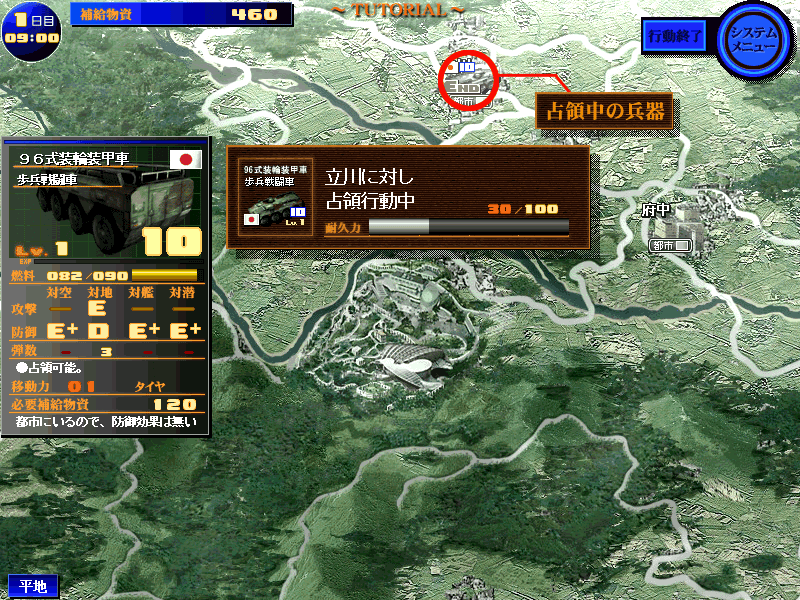 1日目
09:00
補給物資 460
~ TUTORIAL ~
行動終了
システム
メニュー
10
END
都市
占領中の兵器
96式装輪装甲車
歩兵戦闘車
Lv. 1
10
EXP
燃料 082/090
対空 対地 対艦 対潜
攻撃 — E — —
防御 E+ D E+ E+
弾数 - 3 - -
●占領可能。
移動力 01 タイヤ
必要補給物資 120
都市にいるので、防御効果は無い
96式装輪装甲車
歩兵戦闘車
10
Lv. 1
立川に対し
占領行動中
30/100
耐久力
府中
都市
平地